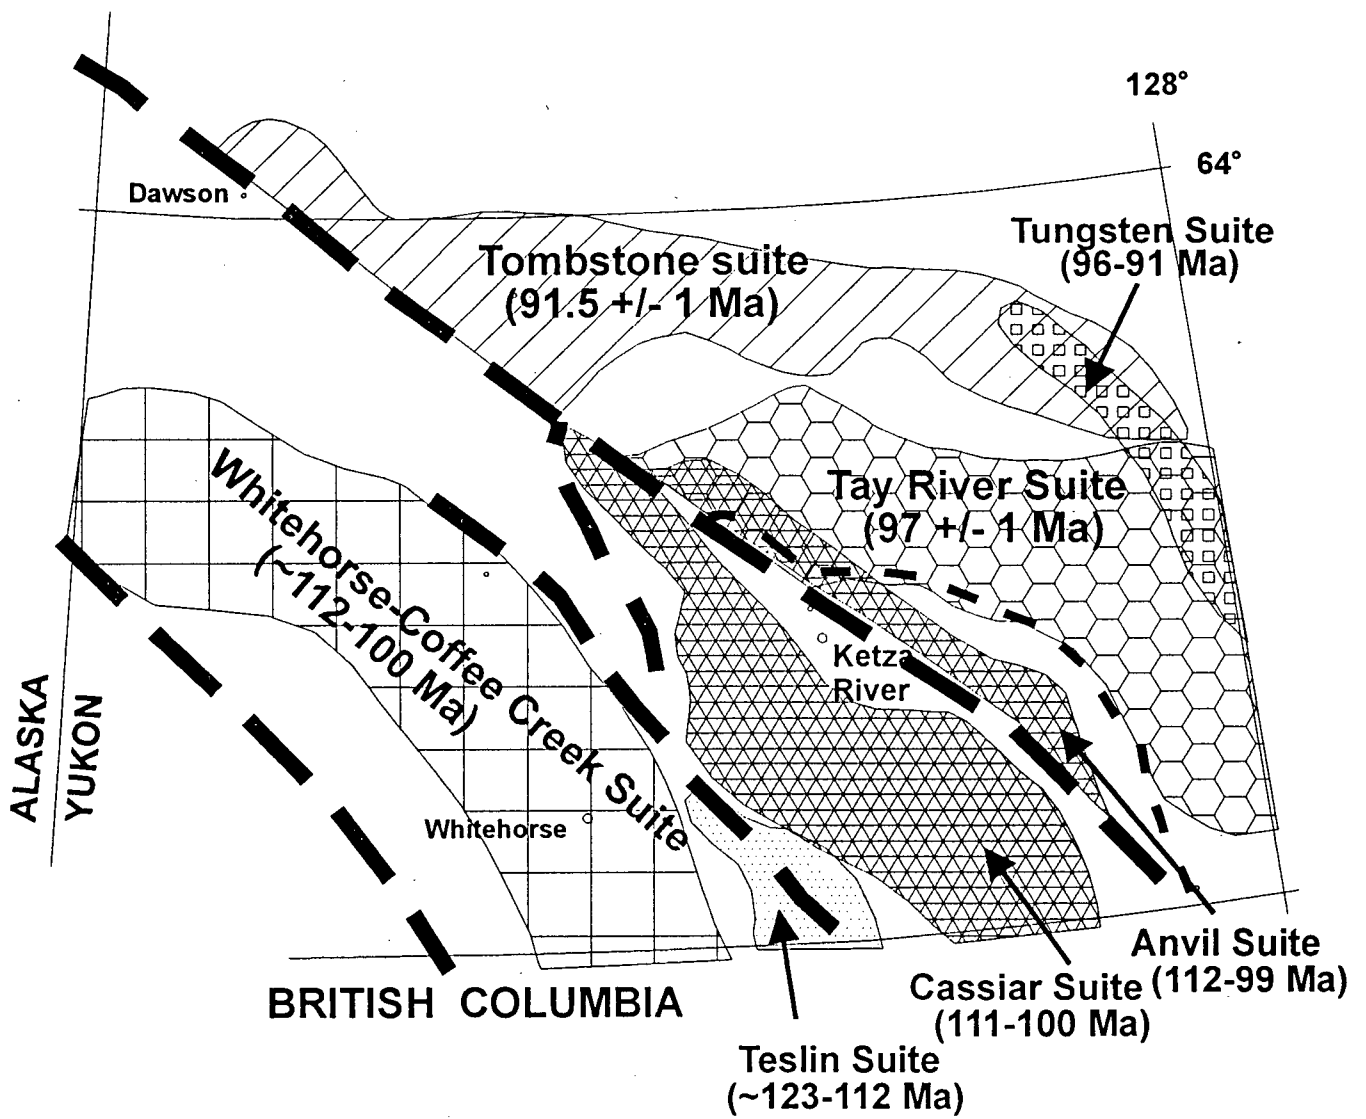 128°
64°
Dawson
Tungsten Suite
(96-91 Ma)
Tombstone suite
(91.5 +/- 1 Ma)
Whitehorse-Coffee Creek Suite
(~112-100 Ma)
Tay River Suite
(97 +/- 1 Ma)
Ketza
River
ALASKA
YUKON
Whitehorse
BRITISH COLUMBIA
Anvil Suite
(112-99 Ma)
Cassiar Suite
(111-100 Ma)
Teslin Suite
(~123-112 Ma)